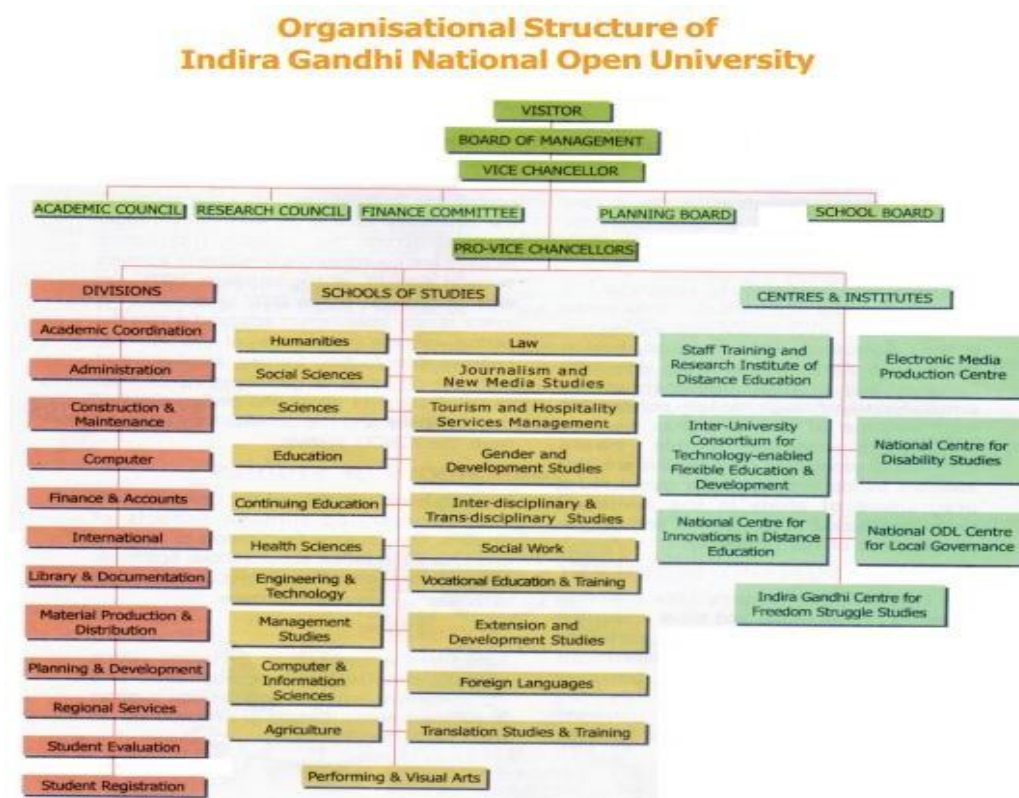 Organisational Structure of
Indira Gandhi National Open University
VISITOR
BOARD OF MANAGEMENT
VICE CHANCELLOR
ACADEMIC COUNCIL
RESEARCH COUNCIL
FINANCE COMMITTEE
PLANNING BOARD
SCHOOL BOARD
PRO-VICE CHANCELLORS
DIVISIONS
Academic Coordination
Administration
Construction &
Maintenance
Computer
Finance & Accounts
International
Library & Documentation
Material Production &
Distribution
Planning & Development
Regional Services
Student Evaluation
Student Registration
SCHOOLS OF STUDIES
Humanities
Social Sciences
Sciences
Education
Continuing Education
Health Sciences
Engineering &
Technology
Management
Studies
Computer &
Information
Sciences
Agriculture
Law
Journalism and
New Media Studies
Tourism and Hospitality
Services Management
Gender and
Development Studies
Inter-disciplinary &
Trans-disciplinary Studies
Social Work
Vocational Education & Training
Extension and
Development Studies
Foreign Languages
Translation Studies & Training
Performing & Visual Arts
CENTRES & INSTITUTES
Staff Training and
Research Institute of
Distance Education
Electronic Media
Production Centre
Inter-University
Consortium for
Technology-enabled
Flexible Education &
Development
National Centre for
Disability Studies
National Centre for
Innovations in Distance
Education
National ODL Centre
for Local Governance
Indira Gandhi Centre for
Freedom Struggle Studies